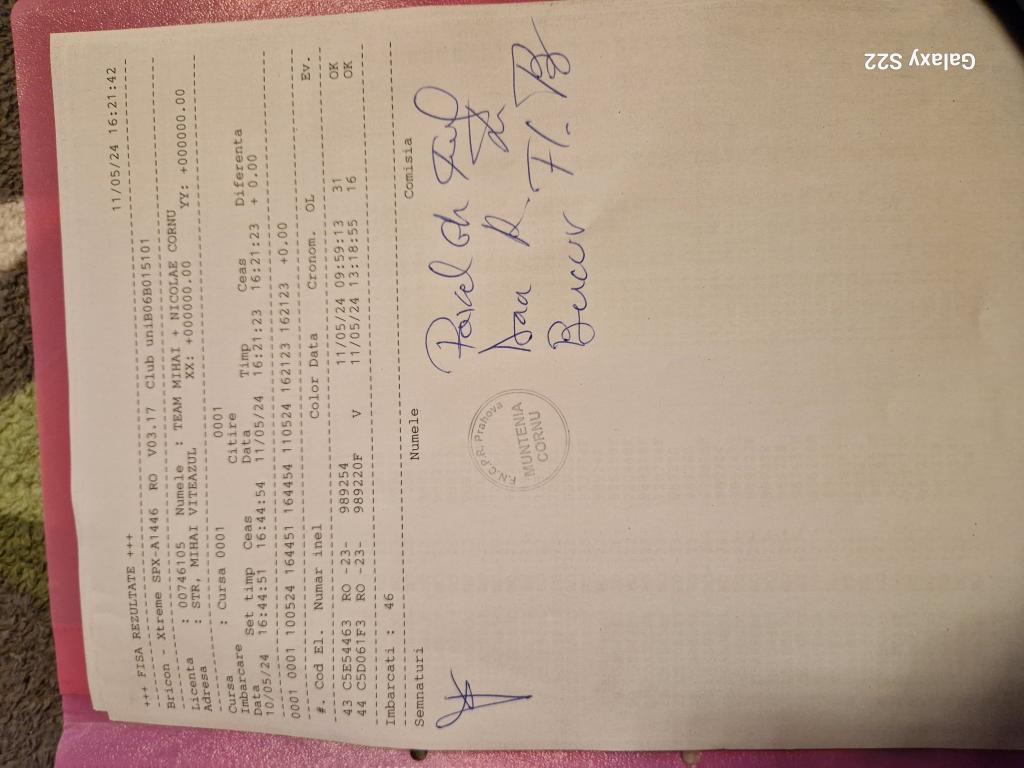 11/05/24 16:21:42
+++ FISA REZULTATE +++
Bricon - Xtreme SPX-A1446 RO V03.17 Club uniB06B015101
Licenta : 00746105 Numele : TEAM MIHAI + NICOLAE CORNU
Adresa : STR, MIHAI VITEAZUL XX: +000000.00 YY: +000000.00
Cursa : Cursa 0001 0001
Imbarcare Citire
Data Set timp Ceas Data Timp Ceas Diferenta
10/05/24 16:44:51 16:44:54 11/05/24 16:21:23 16:21:23 + 0.00
0001 0001 100524 164451 164454 110524 162123 162123 +0.00
#. Cod El. Numar inel Color Data Cronom. OL Ev.
43 C5E54463 RO -23- 989254 11/05/24 09:59:13 31 OK
44 C5D061F3 RO -23- 989220F V 11/05/24 13:18:55 16 OK
Imbarcati : 46
Semnaturi Numele Comisia
F.N.C.P.R. Prahova
MUNTENIA
CORNU
Galaxy S22